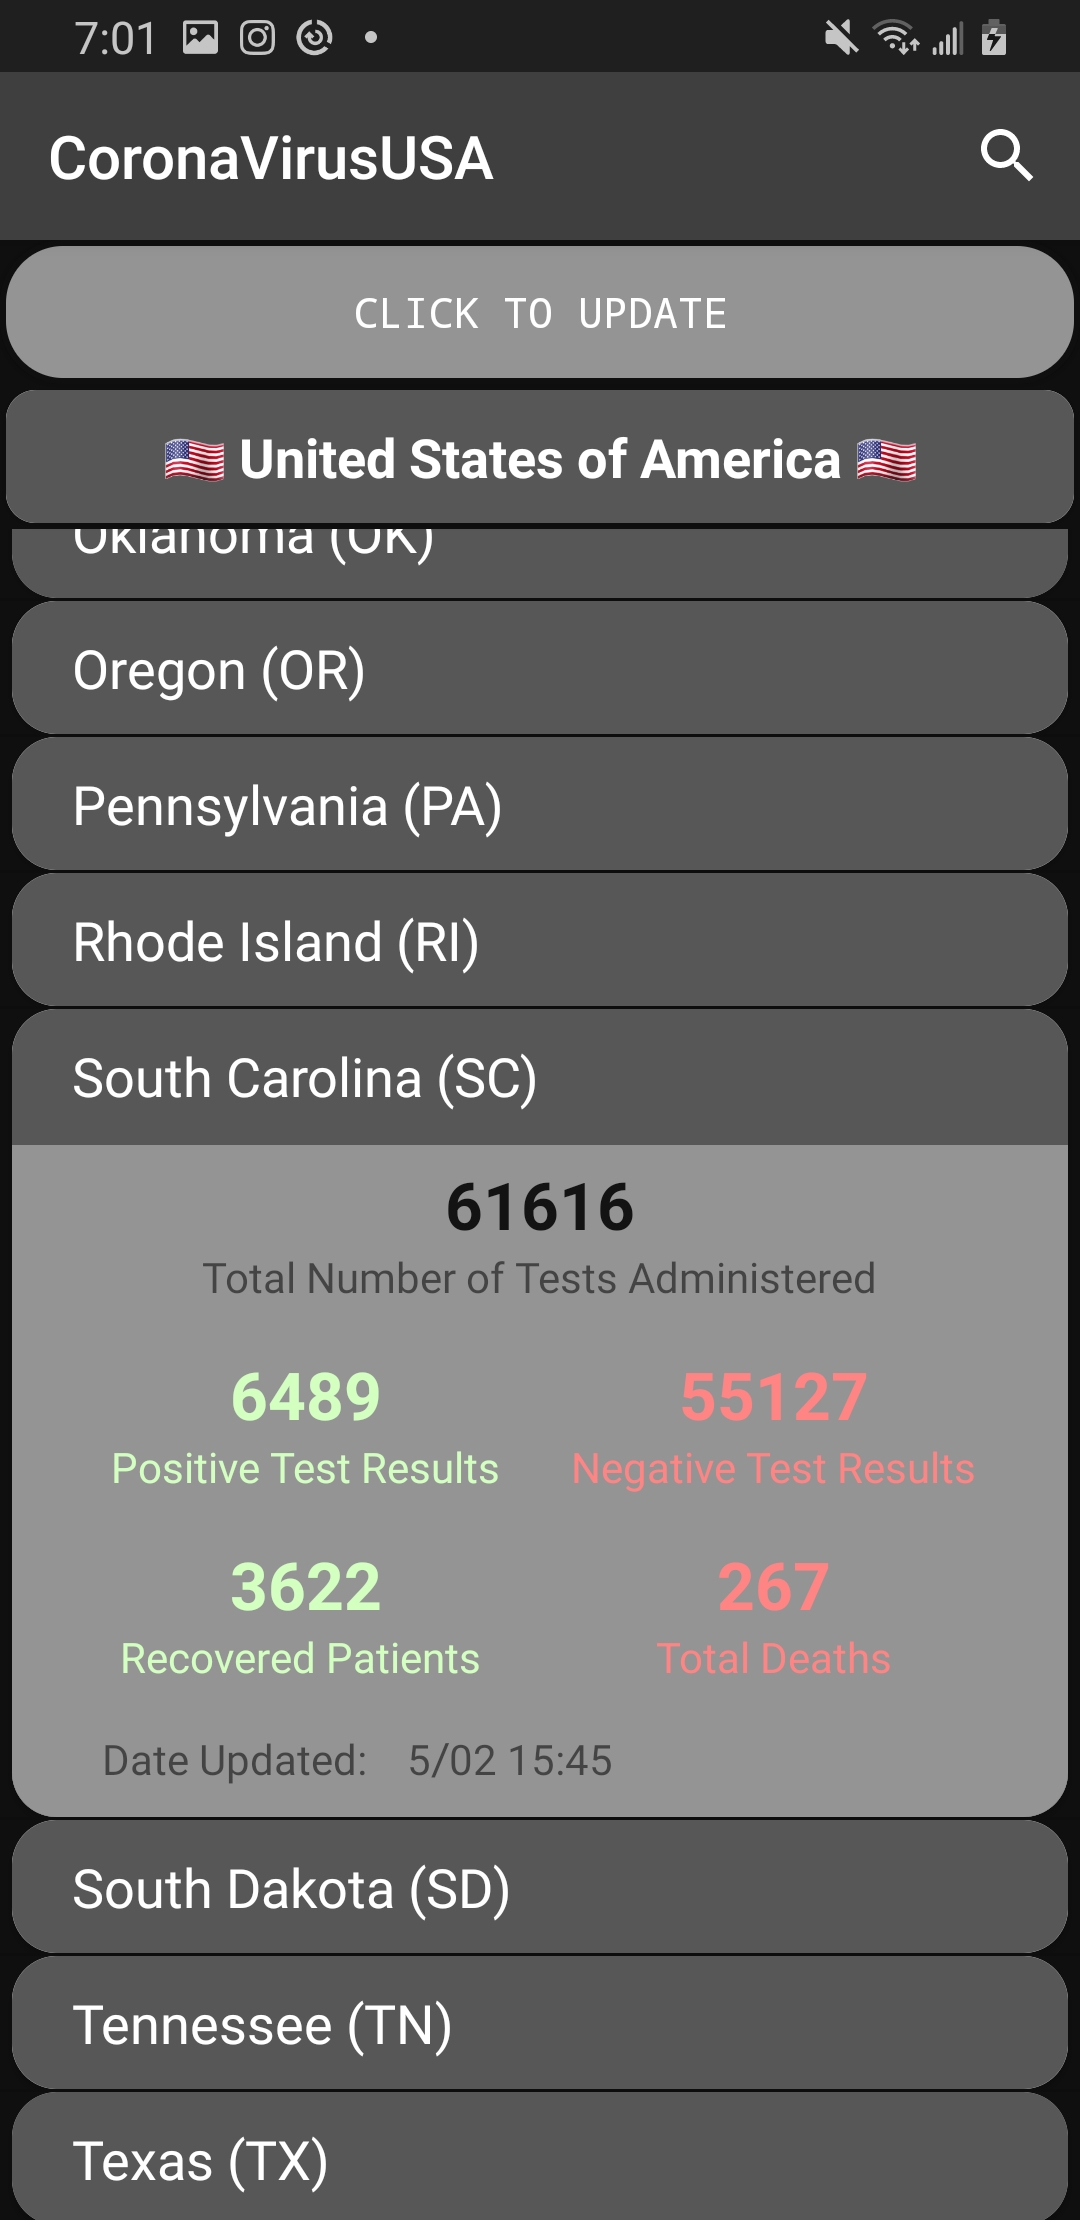 7:01
CoronaVirusUSA
CLICK TO UPDATE
🇺🇸 United States of America 🇺🇸
Oklahoma (OK)
Oregon (OR)
Pennsylvania (PA)
Rhode Island (RI)
South Carolina (SC)
61616
Total Number of Tests Administered
6489 55127
Positive Test Results Negative Test Results
3622 267
Recovered Patients Total Deaths
Date Updated: 5/02 15:45
South Dakota (SD)
Tennessee (TN)
Texas (TX)